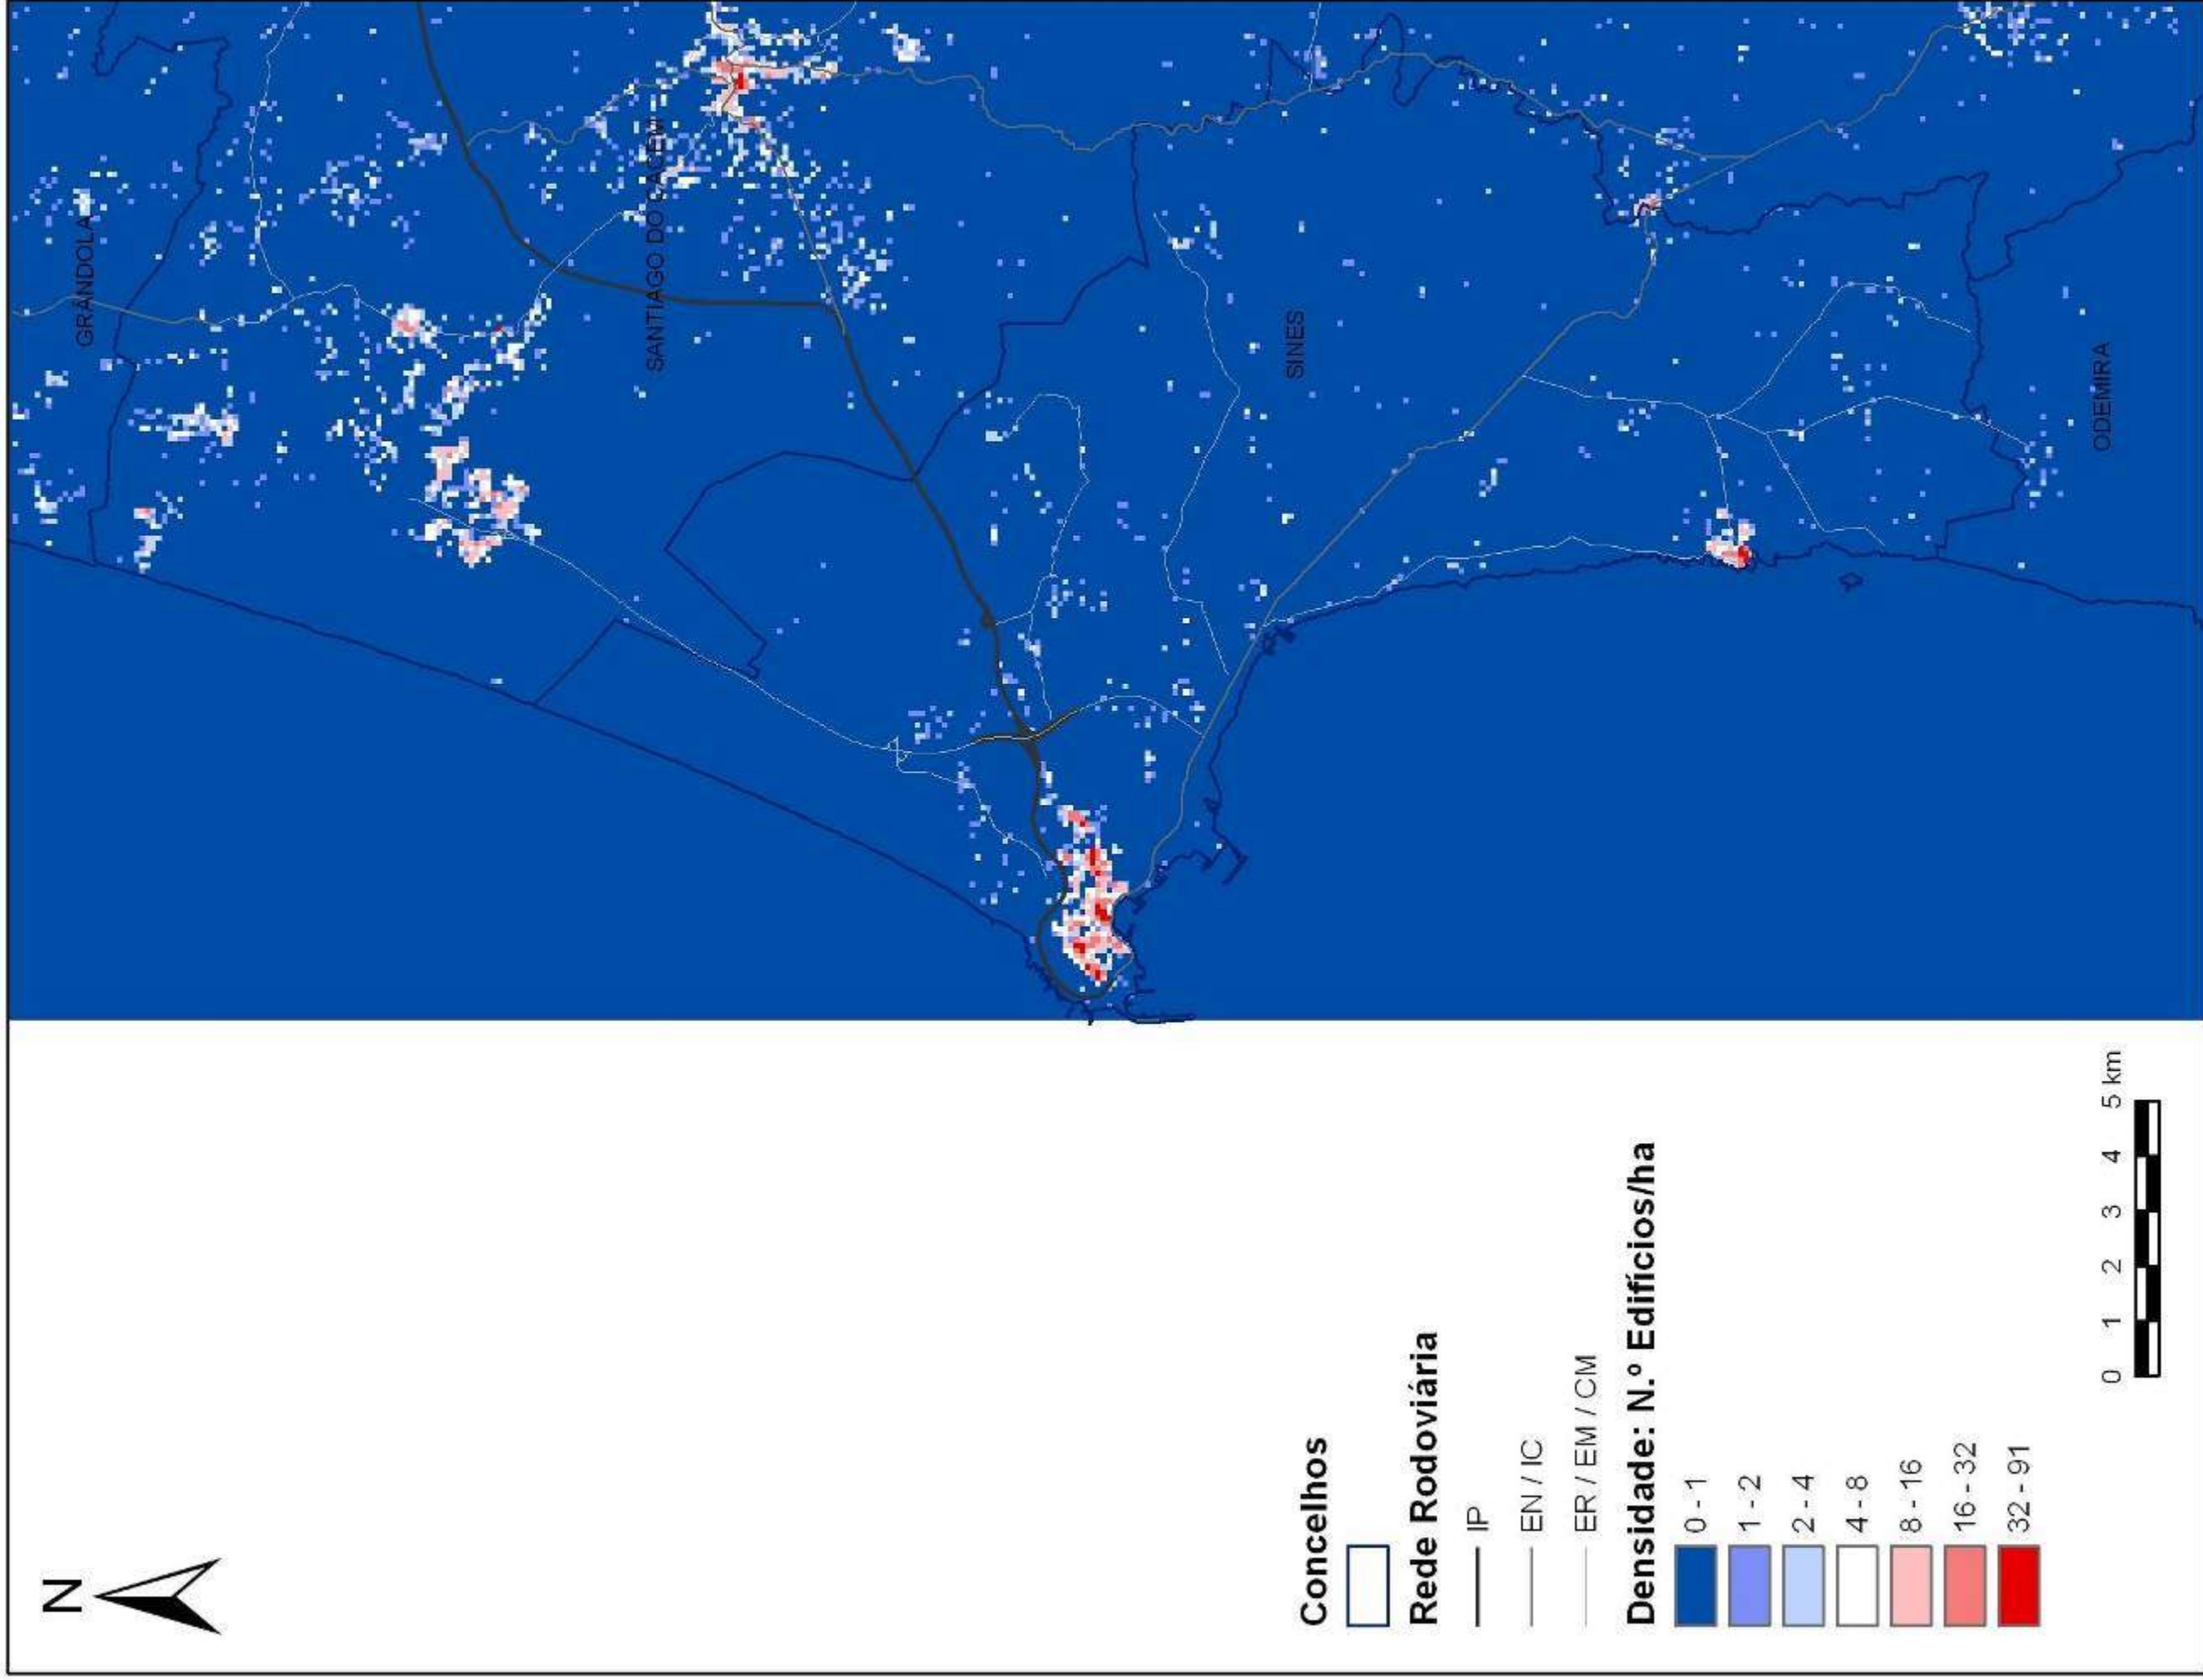 N
GRÂNDOLA
SANTIAGO DO CACÉM
SINES
ODEMIRA
Concelhos
Rede Rodoviária
IP
EN / IC
ER / EM / CM
Densidade: N.º Edifícios/ha
0 - 1
1 - 2
2 - 4
4 - 8
8 - 16
16 - 32
32 - 91
0 1 2 3 4 5 km